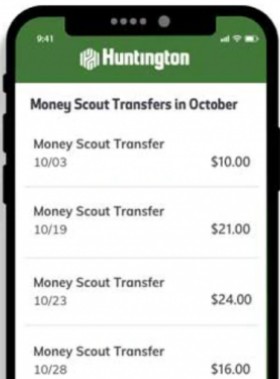 9:41
Huntington
Money Scout Transfers in October
Money Scout Transfer
10/03 $10.00
Money Scout Transfer
10/19 $21.00
Money Scout Transfer
10/23 $24.00
Money Scout Transfer
10/28 $16.00